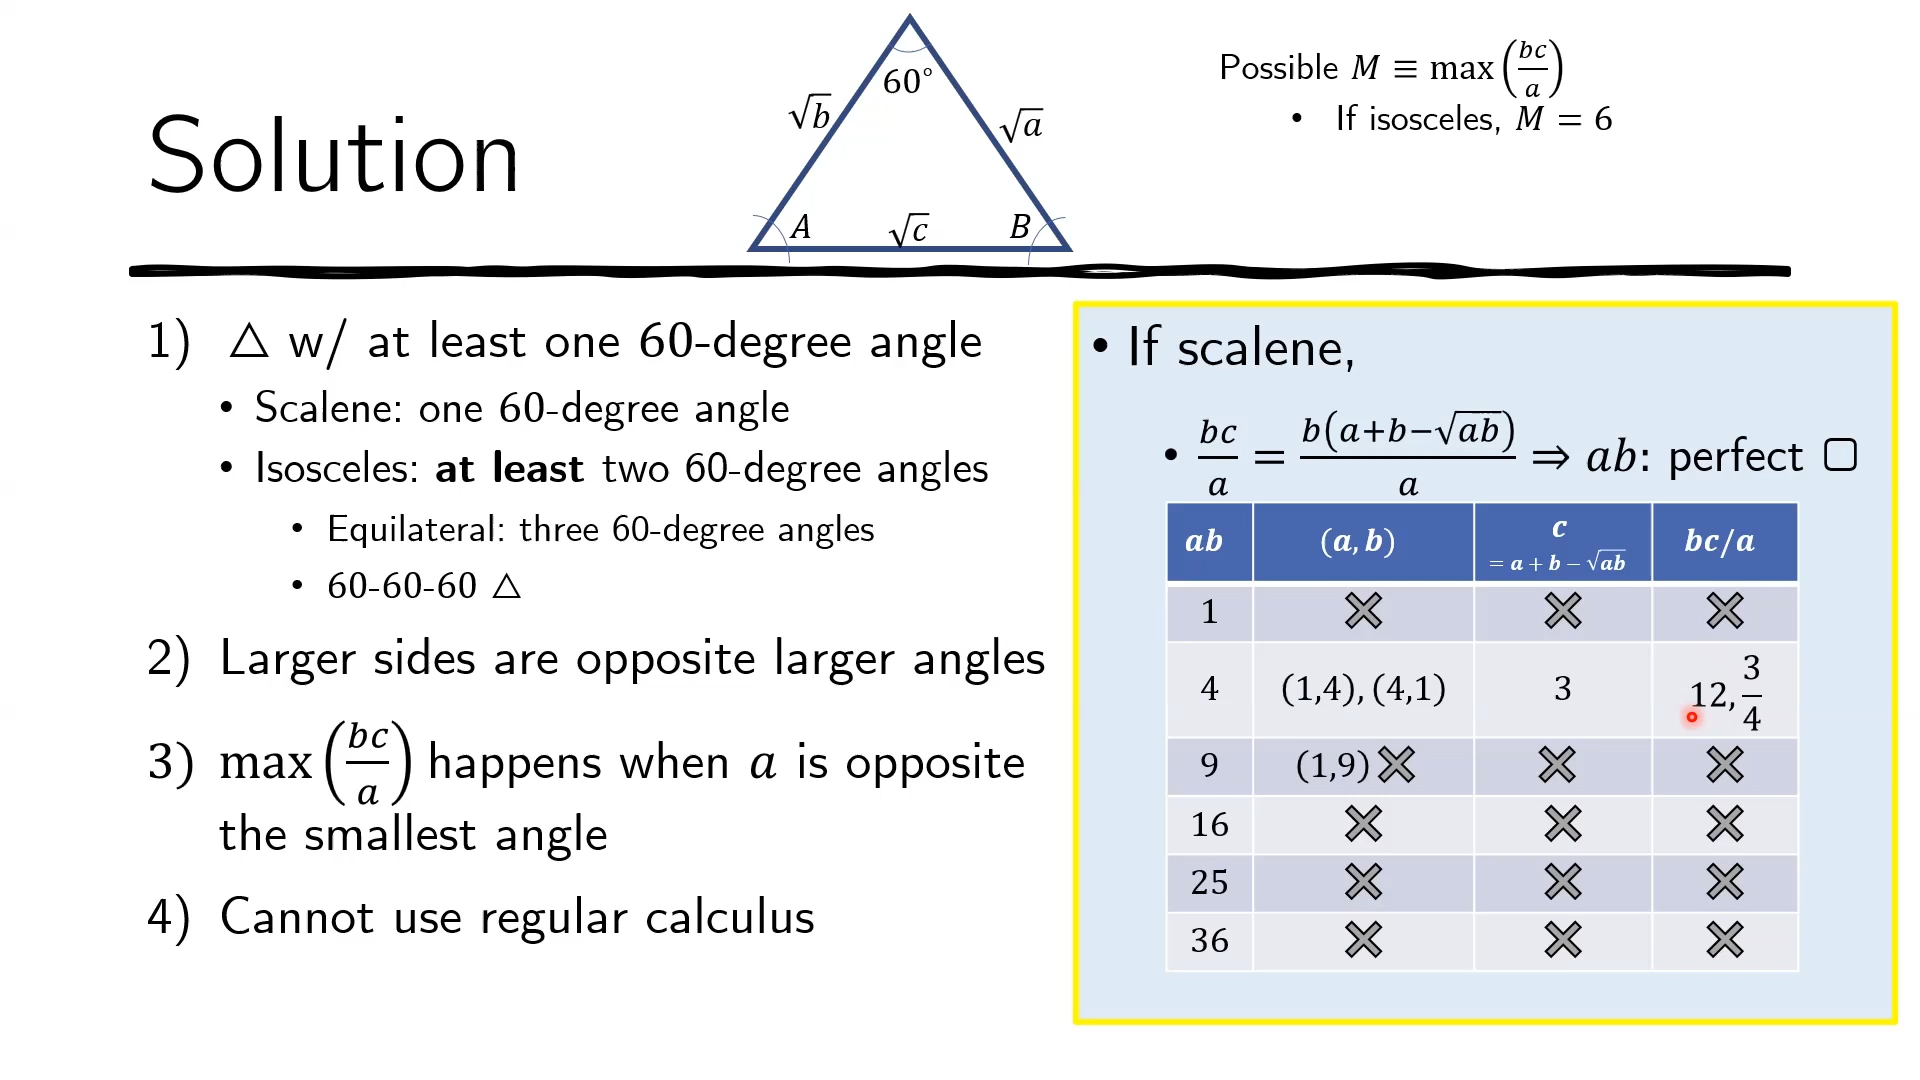 Solution
60°
√b
√a
A
√c
B
Possible M ≡ max(bc/a)
• If isosceles, M = 6
1) △ w/ at least one 60-degree angle
• Scalene: one 60-degree angle
• Isosceles: at least two 60-degree angles
• Equilateral: three 60-degree angles
• 60-60-60 △
2) Larger sides are opposite larger angles
3) max(bc/a) happens when a is opposite
the smallest angle
4) Cannot use regular calculus
• If scalene,
• bc/a = b(a+b−√ab)/a ⇒ ab: perfect ▢
ab (a, b) c = a + b − √ab bc/a
1 ✕ ✕ ✕
4 (1,4), (4,1) 3 12, 3/4
9 (1,9) ✕ ✕ ✕
16 ✕ ✕ ✕
25 ✕ ✕ ✕
36 ✕ ✕ ✕